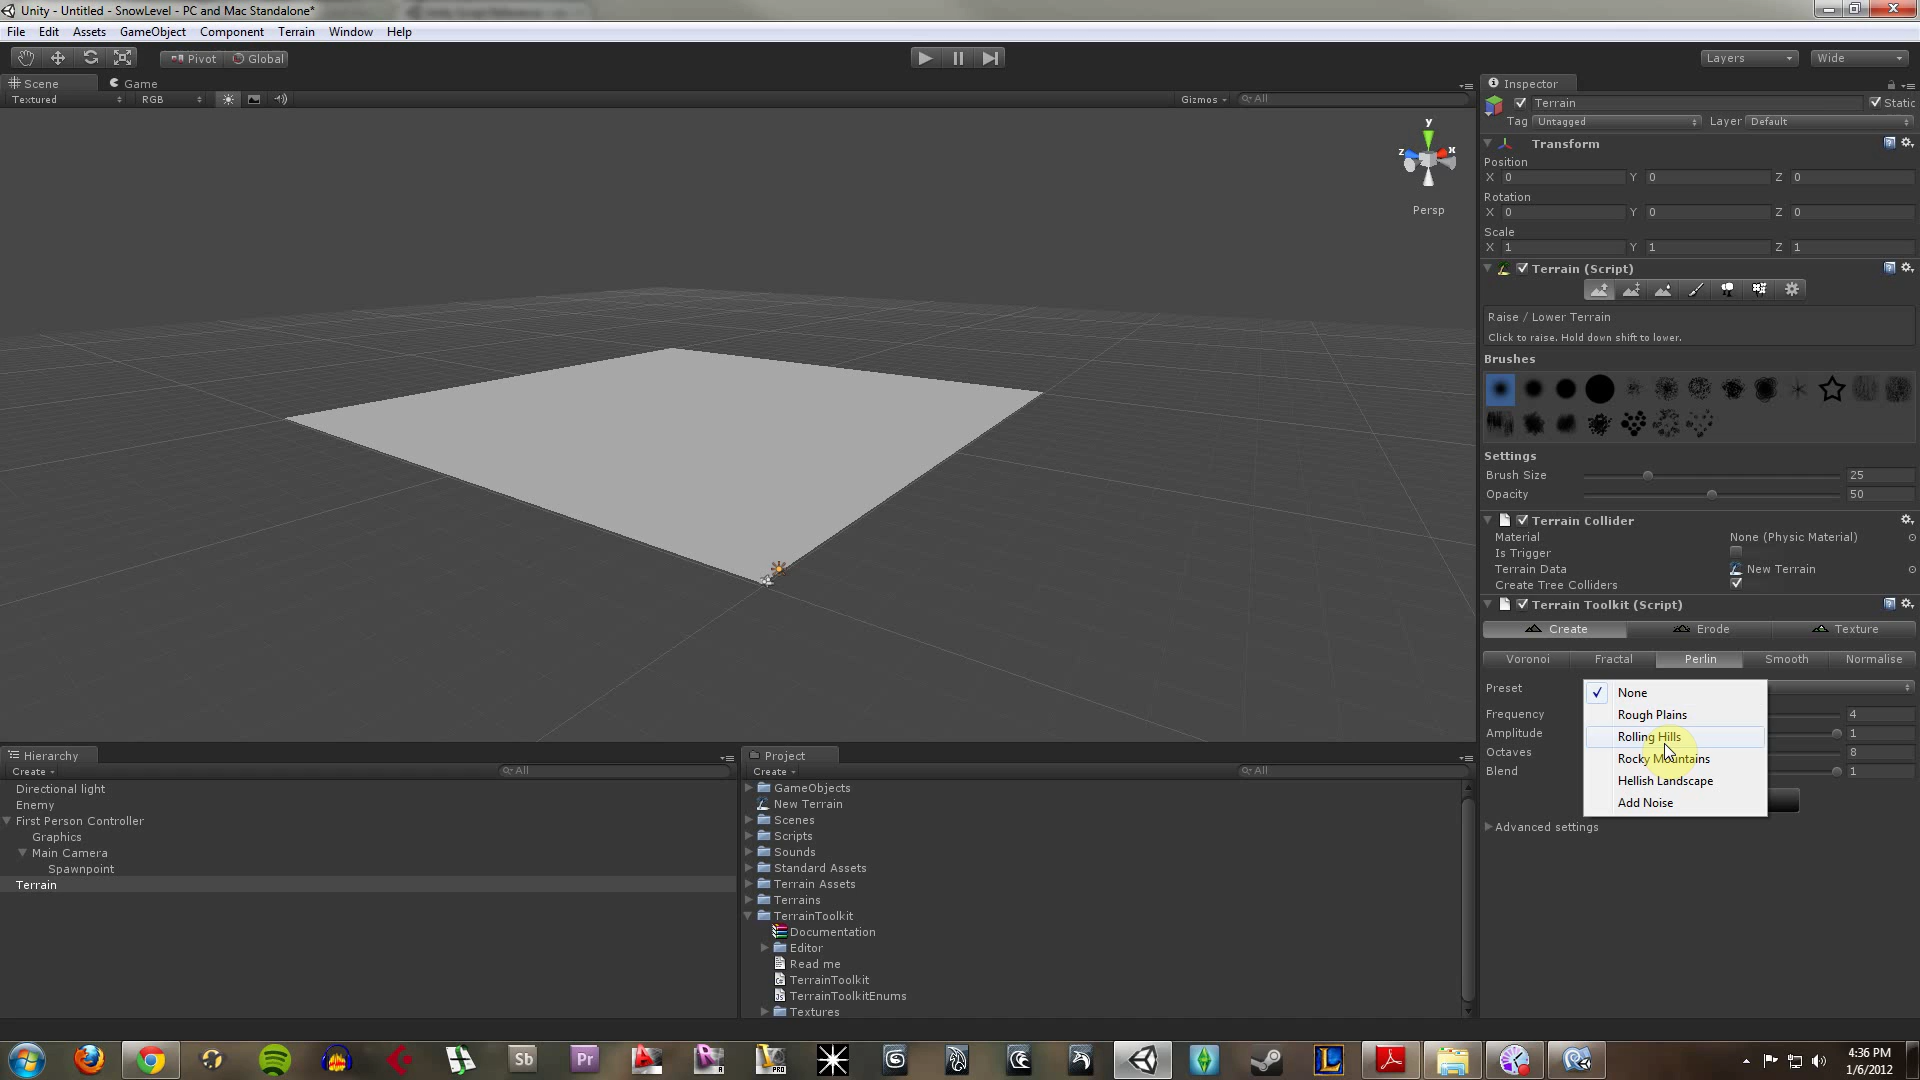 Unity - Untitled - SnowLevel - PC and Mac Standalone*
File Edit Assets GameObject Component Terrain Window Help
Pivot Global Layers Wide
Scene Game
Textured RGB Gizmos All
y
z x
Persp
Inspector
Terrain Static
Tag Untagged Layer Default
Transform
Position
X 0 Y 0 Z 0
Rotation
X 0 Y 0 Z 0
Scale
X 1 Y 1 Z 1
Terrain (Script)
Raise / Lower Terrain
Click to raise. Hold down shift to lower.
Brushes
Settings
Brush Size 25
Opacity 50
Terrain Collider
Material None (Physic Material)
Is Trigger
Terrain Data New Terrain
Create Tree Colliders
Terrain Toolkit (Script)
Create Erode Texture
Voronoi Fractal Perlin Smooth Normalise
Preset
Frequency 4
Amplitude 1
Octaves 8
Blend 1
None
Rough Plains
Rolling Hills
Rocky Mountains
Hellish Landscape
Add Noise
Advanced settings
Hierarchy
Create All
Directional light
Enemy
First Person Controller
Graphics
Main Camera
Spawnpoint
Terrain
Project
Create All
GameObjects
New Terrain
Scenes
Scripts
Sounds
Standard Assets
Terrain Assets
Terrains
TerrainToolkit
Documentation
Editor
Read me
TerrainToolkit
TerrainToolkitEnums
Textures
Sb Pr
PRO
L
4:36 PM
1/6/2012